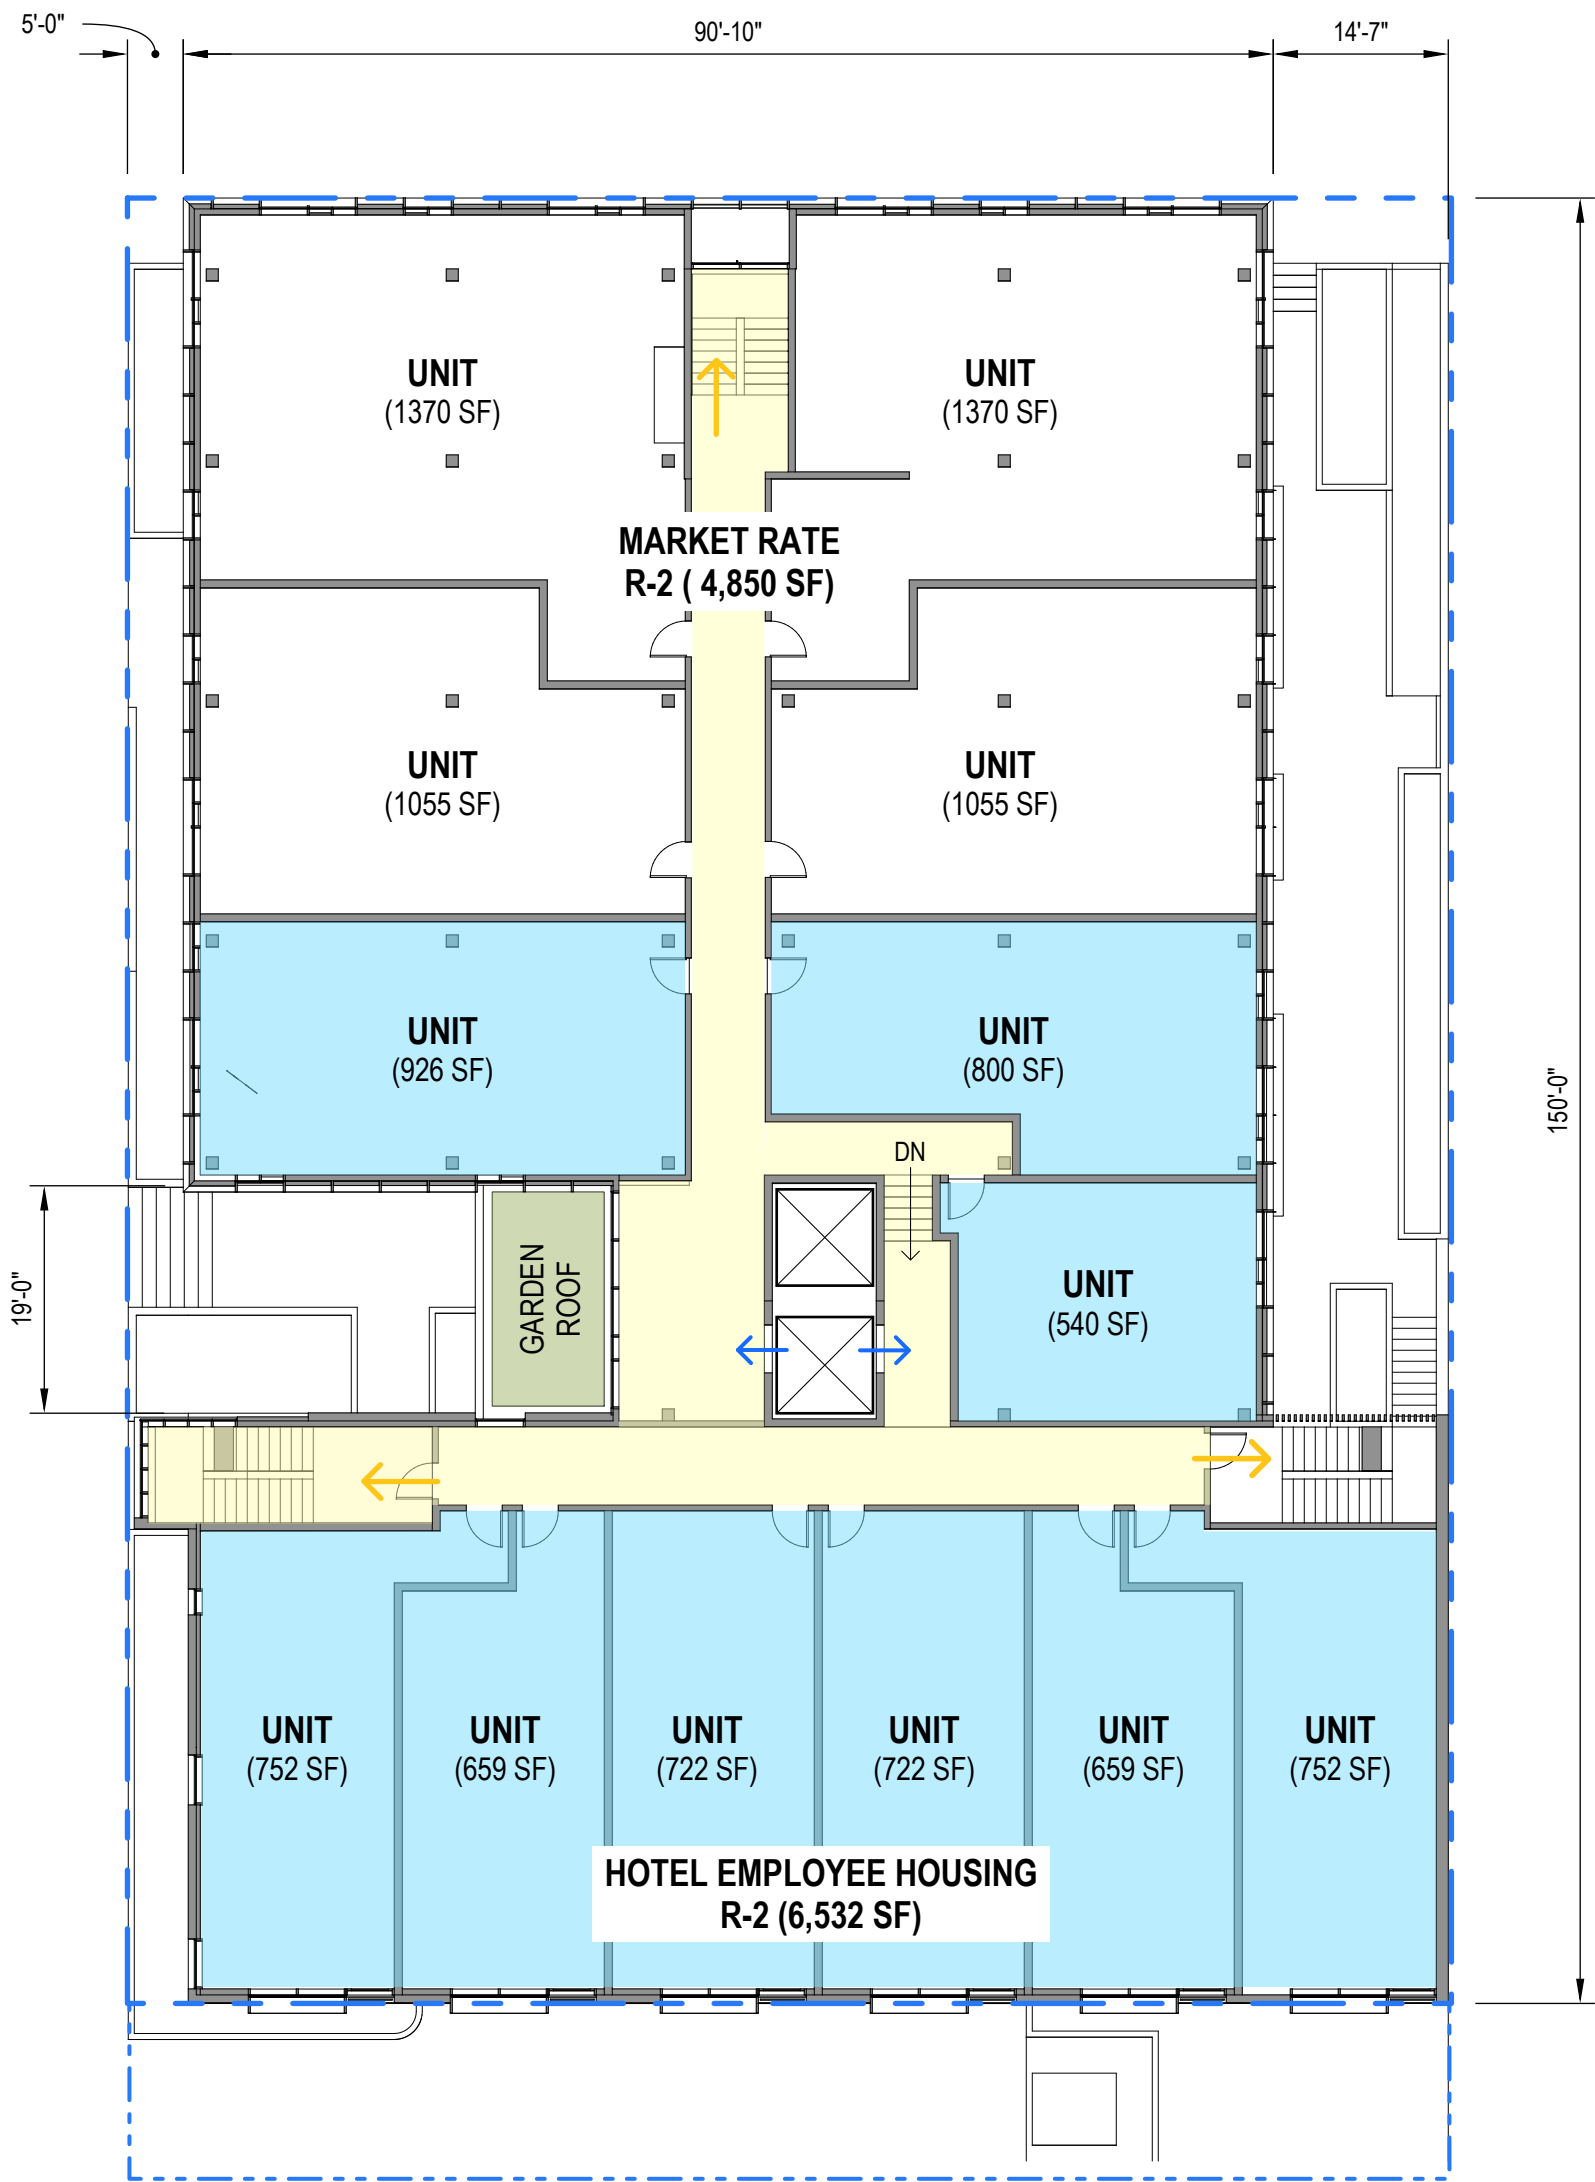 5'-0"
90'-10"
14'-7"
UNIT
(1370 SF)
UNIT
(1370 SF)
MARKET RATE
R-2 ( 4,850 SF)
UNIT
(1055 SF)
UNIT
(1055 SF)
UNIT
(926 SF)
UNIT
(800 SF)
150'-0"
DN
19'-0"
GARDEN
ROOF
UNIT
(540 SF)
UNIT
(752 SF)
UNIT
(659 SF)
UNIT
(722 SF)
UNIT
(722 SF)
UNIT
(659 SF)
UNIT
(752 SF)
HOTEL EMPLOYEE HOUSING
R-2 (6,532 SF)